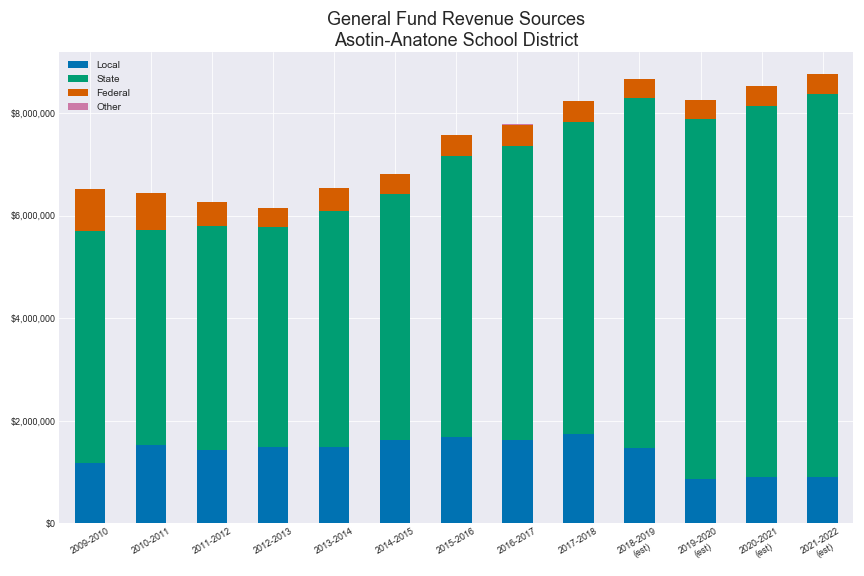 General Fund Revenue Sources
Asotin-Anatone School District
Local
State
Federal
Other
$8,000,000
$6,000,000
$4,000,000
$2,000,000
$0
2009-2010
2010-2011
2011-2012
2012-2013
2013-2014
2014-2015
2015-2016
2016-2017
2017-2018
2018-2019
(est)
2019-2020
(est)
2020-2021
(est)
2021-2022
(est)